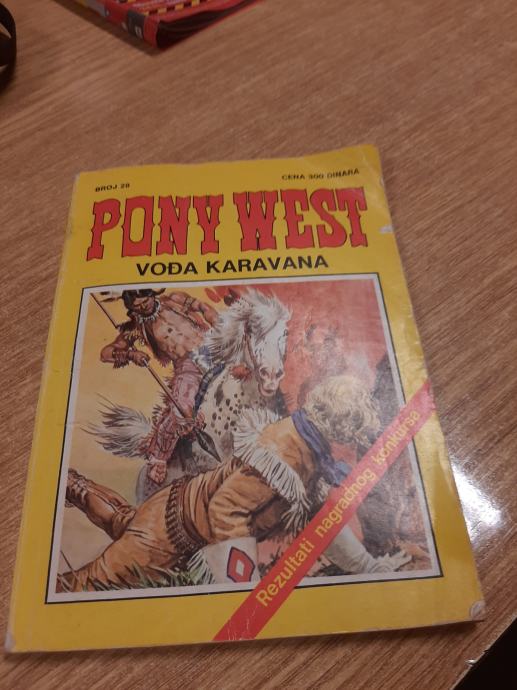 BROJ 28
CENA 300 DINARA
PONY WEST
VOĐA KARAVANA
Rezultati nagradnog konkursa